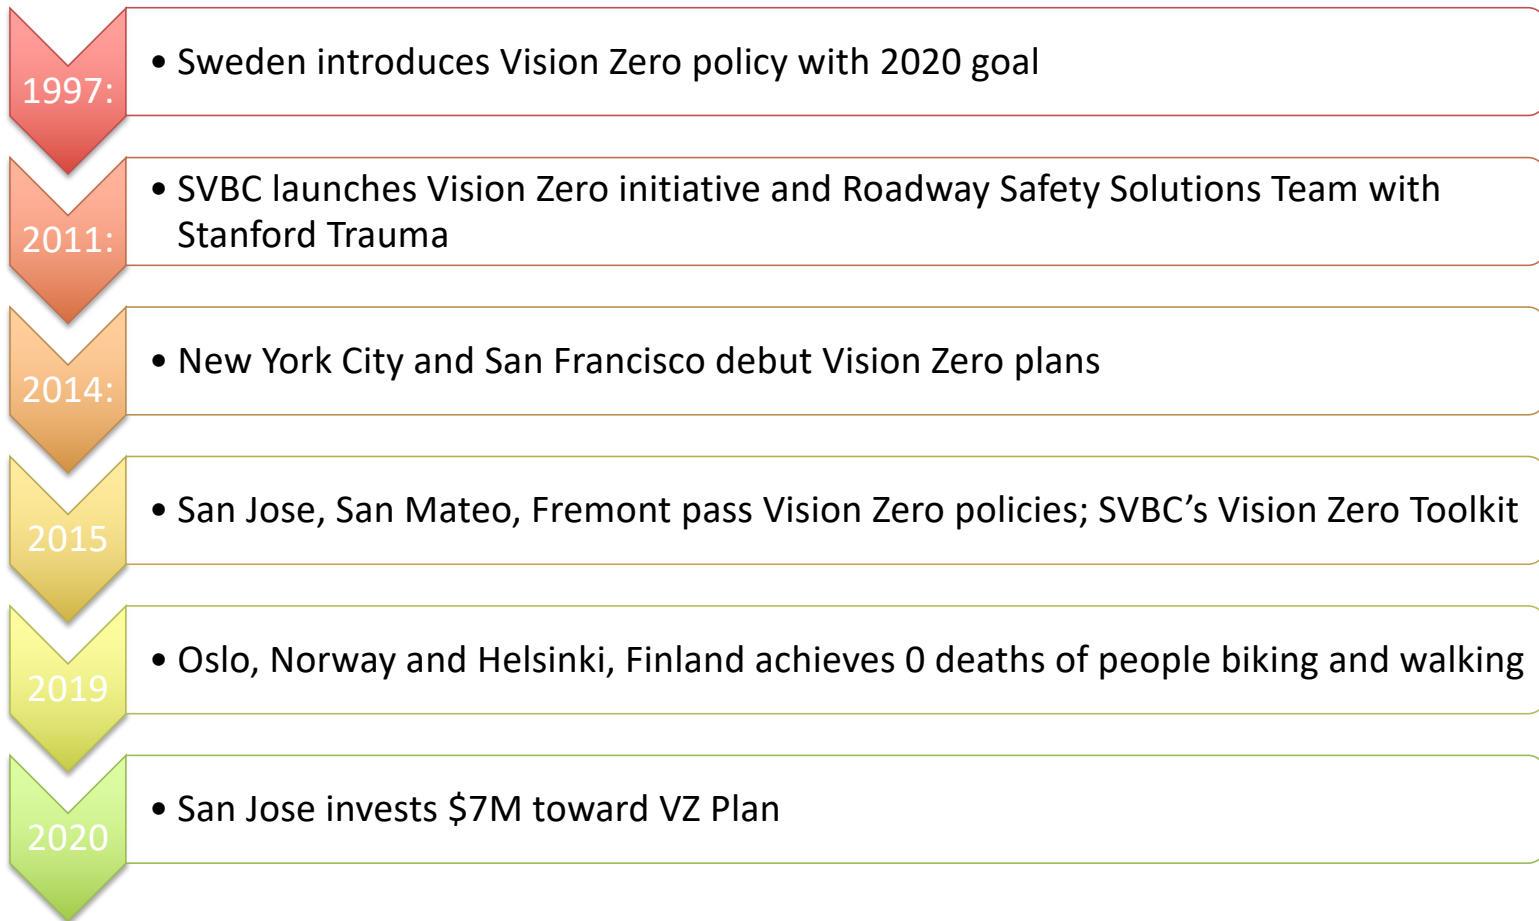 1997:
• Sweden introduces Vision Zero policy with 2020 goal
2011:
• SVBC launches Vision Zero initiative and Roadway Safety Solutions Team with
Stanford Trauma
2014:
• New York City and San Francisco debut Vision Zero plans
2015
• San Jose, San Mateo, Fremont pass Vision Zero policies; SVBC’s Vision Zero Toolkit
2019
• Oslo, Norway and Helsinki, Finland achieves 0 deaths of people biking and walking
2020
• San Jose invests $7M toward VZ Plan